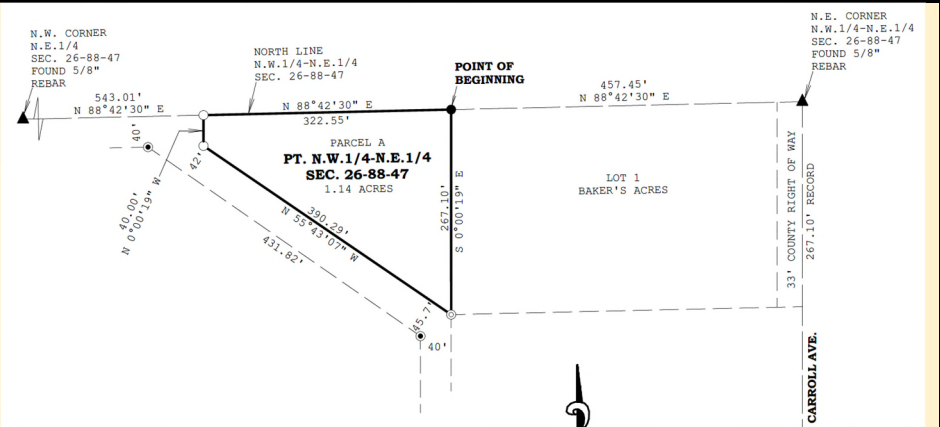 N.W. CORNER
N.E.1/4
SEC. 26-88-47
FOUND 5/8"
REBAR
NORTH LINE
N.W.1/4-N.E.1/4
SEC. 26-88-47
POINT OF
BEGINNING
N.E. CORNER
N.W.1/4-N.E.1/4
SEC. 26-88-47
FOUND 5/8"
REBAR
543.01'
N 88°42'30" E
N 88°42'30" E
322.55'
457.45'
N 88°42'30" E
40'
42'
40.00'
N 0°00'19" W
PARCEL A
PT. N.W.1/4-N.E.1/4
SEC. 26-88-47
1.14 ACRES
390.29'
N 55°43'07" W
431.82'
267.10'
S 0°00'19" E
LOT 1
BAKER'S ACRES
33' COUNTY RIGHT OF WAY
267.10' RECORD
45.7'
40'
CARROLL AVE.